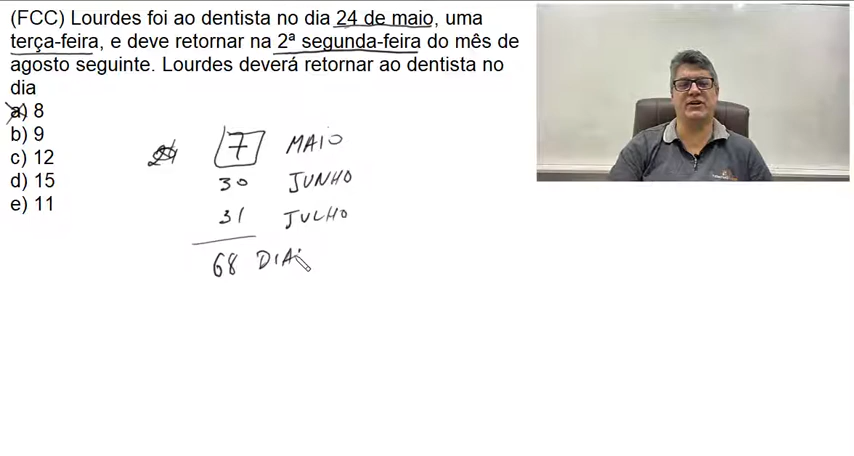 (FCC) Lourdes foi ao dentista no dia 24 de maio, uma
terça-feira, e deve retornar na 2ª segunda-feira do mês de
agosto seguinte. Lourdes deverá retornar ao dentista no
dia
a) 8
b) 9
c) 12
d) 15
e) 11
7 MAIO
30 JUNHO
31 JULHO
68 DIAS